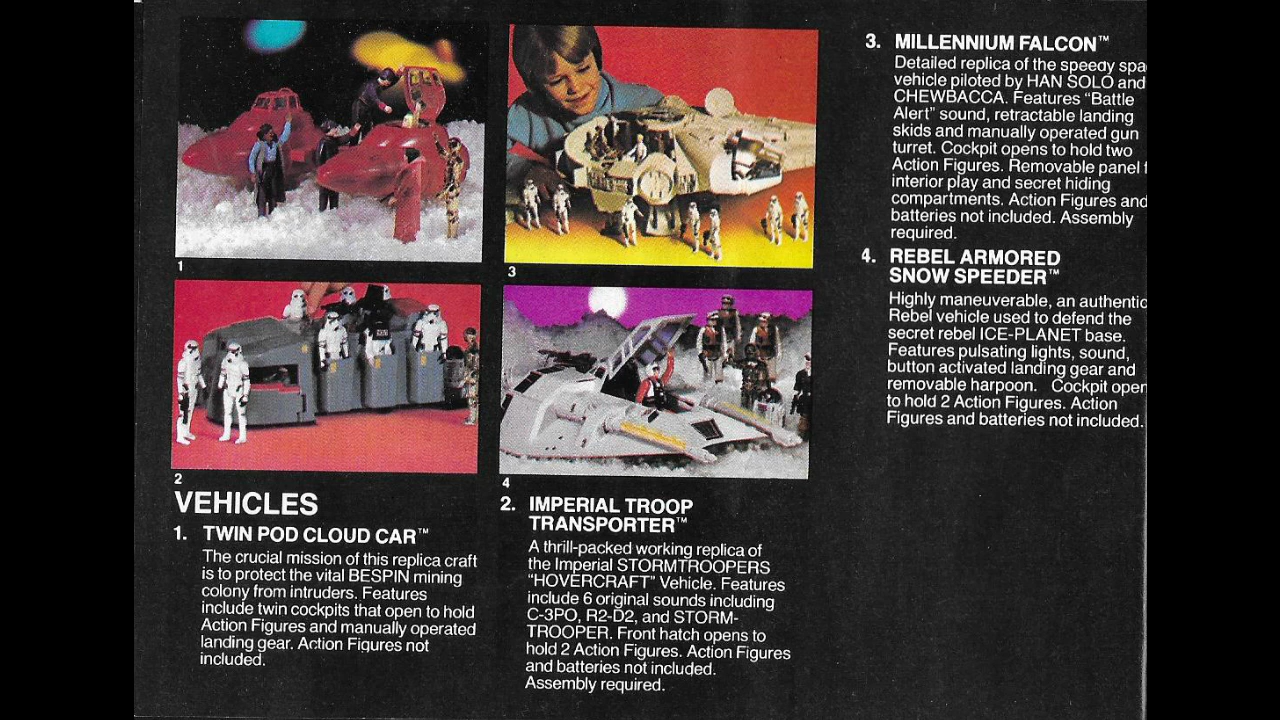 1
3
2
4
VEHICLES
1. TWIN POD CLOUD CAR™
The crucial mission of this replica craft
is to protect the vital BESPIN mining
colony from intruders. Features
include twin cockpits that open to hold
Action Figures and manually operated
landing gear. Action Figures not
included.
2. IMPERIAL TROOP
TRANSPORTER™
A thrill-packed working replica of
the Imperial STORMTROOPERS
“HOVERCRAFT” Vehicle. Features
include 6 original sounds including
C-3PO, R2-D2, and STORM-
TROOPER. Front hatch opens to
hold 2 Action Figures. Action Figures
and batteries not included.
Assembly required.
3. MILLENNIUM FALCON™
Detailed replica of the speedy spa
vehicle piloted by HAN SOLO and
CHEWBACCA. Features “Battle
Alert” sound, retractable landing
skids and manually operated gun
turret. Cockpit opens to hold two
Action Figures. Removable panel
interior play and secret hiding
compartments. Action Figures and
batteries not included. Assembly
required.
4. REBEL ARMORED
SNOW SPEEDER™
Highly maneuverable, an authentic
Rebel vehicle used to defend the
secret rebel ICE-PLANET base.
Features pulsating lights, sound,
button activated landing gear and
removable harpoon. Cockpit open
to hold 2 Action Figures. Action
Figures and batteries not included.